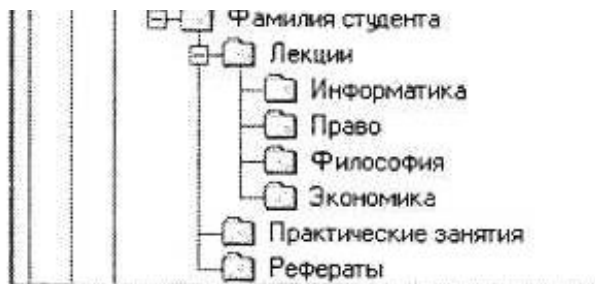 Фамилия студента
Лекции
Информатика
Право
Философия
Экономика
Практические занятия
Рефераты